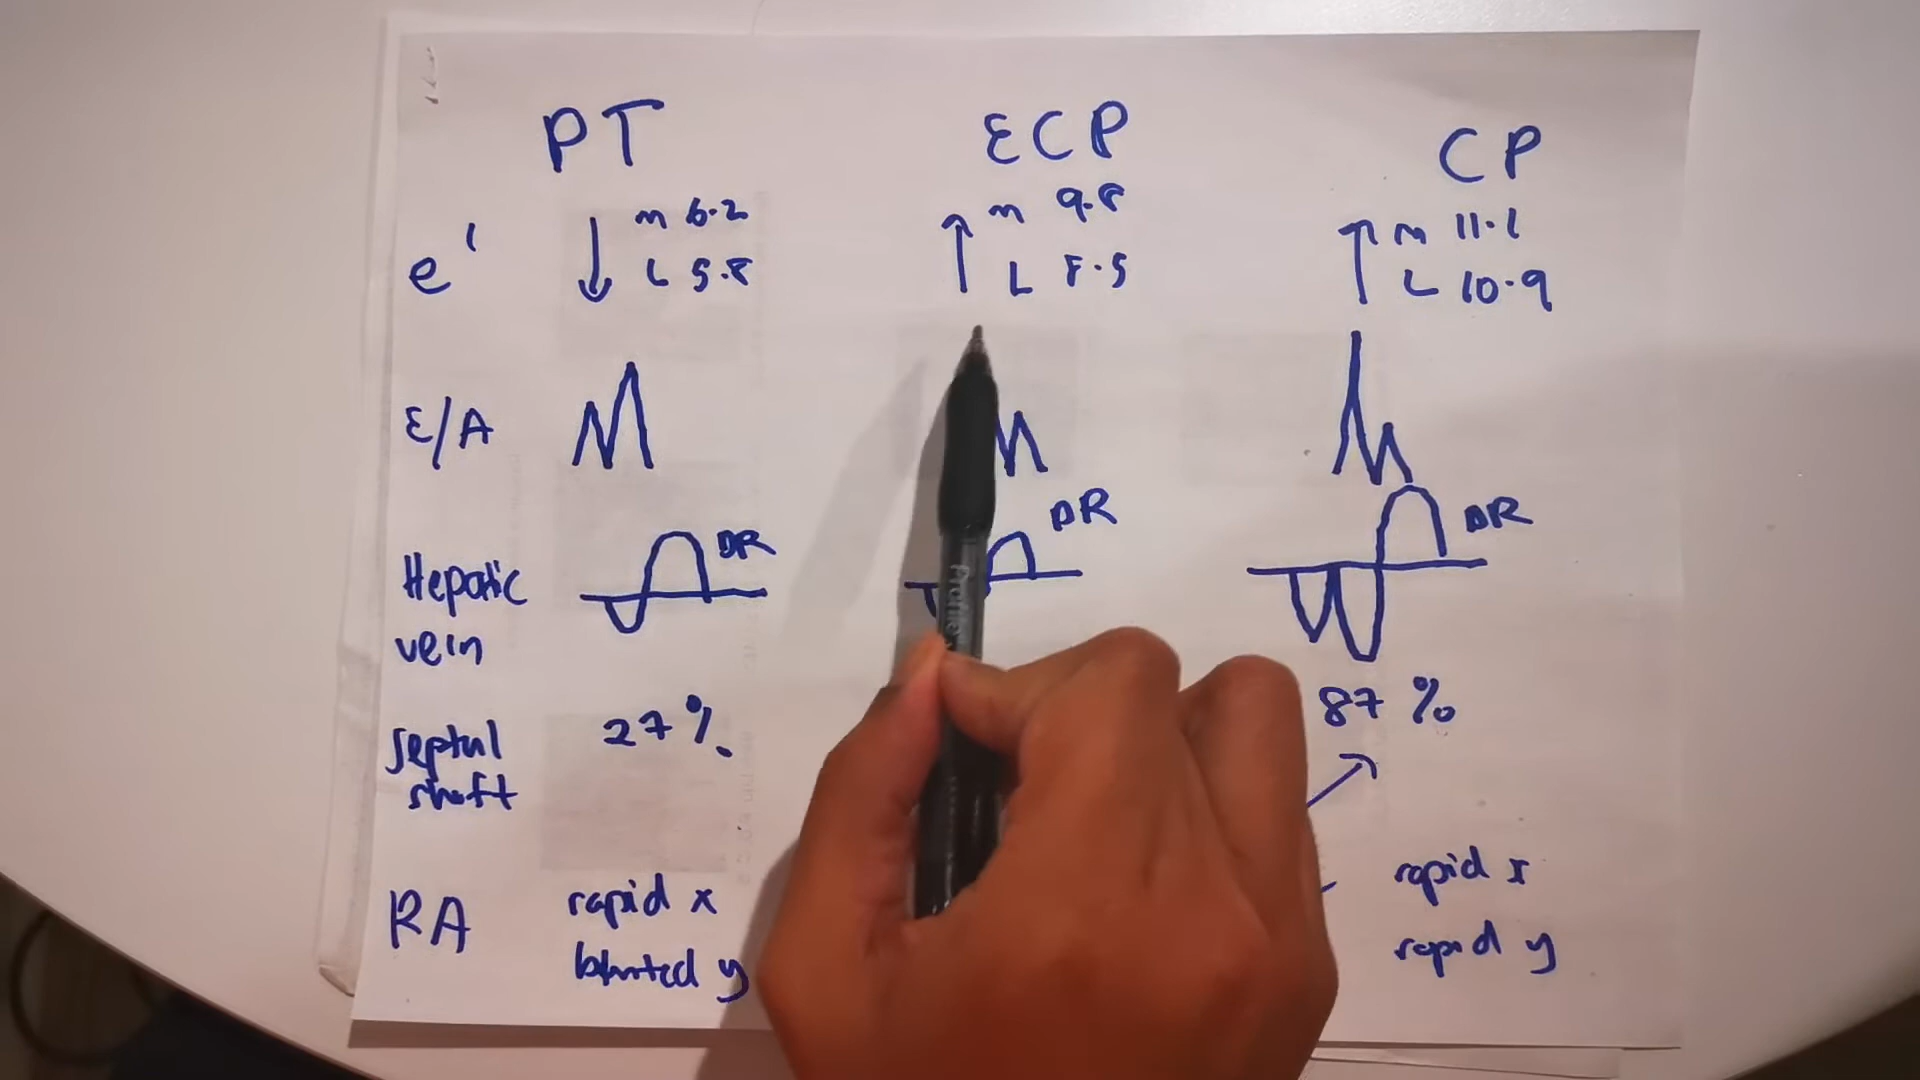 PT ECP CP
e' ↓ m 6.2 ↑ m 9.8 ↑ m 11.1
L 5.8 L 8.5 L 10.9
E/A
Hepatic DR DR DR
vein
septal 27% 87%
shift
RA rapid x rapid x
blunted y rapid y